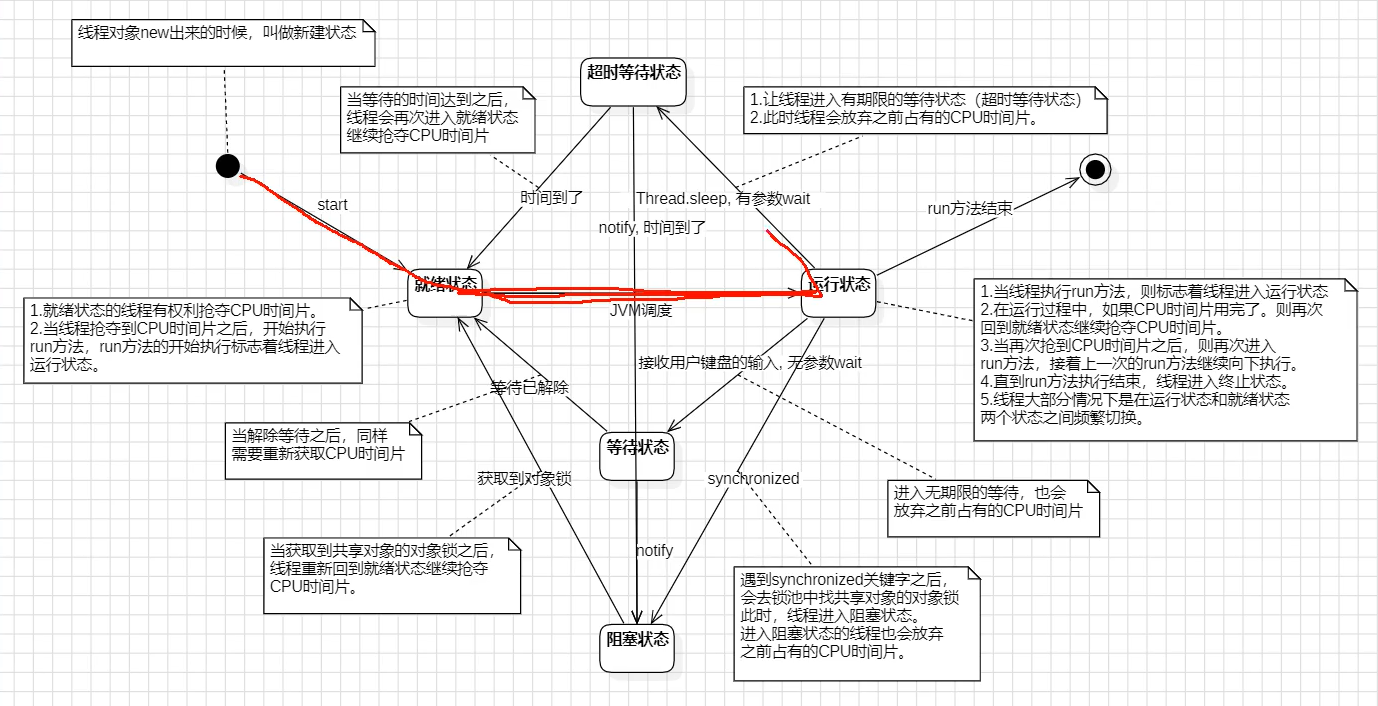 线程对象new出来的时候，叫做新建状态
超时等待状态
当等待的时间达到之后，
线程会再次进入就绪状态
继续抢夺CPU时间片
1.让线程进入有期限的等待状态（超时等待状态）
2.此时线程会放弃之前占有的CPU时间片。
start
时间到了
Thread.sleep, 有参数wait
notify, 时间到了
run方法结束
就绪状态
运行状态
JVM调度
1.就绪状态的线程有权利抢夺CPU时间片。
2.当线程抢夺到CPU时间片之后，开始执行
run方法，run方法的开始执行标志着线程进入
运行状态。
1.当线程执行run方法，则标志着线程进入运行状态
2.在运行过程中，如果CPU时间片用完了。则再次
回到就绪状态继续抢夺CPU时间片。
3.当再次抢到CPU时间片之后，则再次进入
run方法，接着上一次的run方法继续向下执行。
4.直到run方法执行结束，线程进入终止状态。
5.线程大部分情况下是在运行状态和就绪状态
两个状态之间频繁切换。
接收用户键盘的输入, 无参数wait
等待已解除
当解除等待之后，同样
需要重新获取CPU时间片
等待状态
获取到对象锁
synchronized
进入无期限的等待，也会
放弃之前占有的CPU时间片
当获取到共享对象的对象锁之后，
线程重新回到就绪状态继续抢夺
CPU时间片。
notify
遇到synchronized关键字之后，
会去锁池中找共享对象的对象锁
此时，线程进入阻塞状态。
进入阻塞状态的线程也会放弃
之前占有的CPU时间片。
阻塞状态